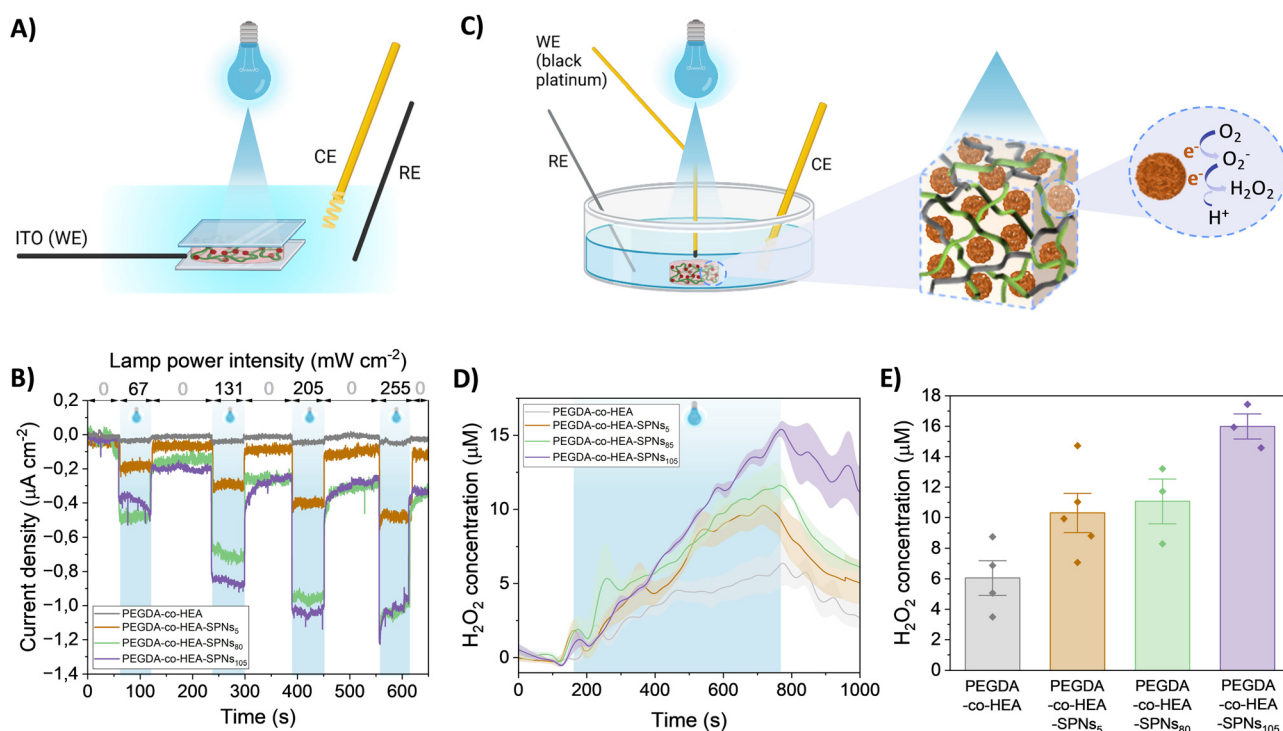 A)
CE
RE
ITO (WE)
C)
WE
(black
platinum)
RE
CE
e-
e-
O2
O2-
H2O2
H+
B)
Lamp power intensity (mW cm-2)
0 67 0 131 0 205 0 255 0
0,2
0,0
−0,2
−0,4
−0,6
−0,8
−1,0
−1,2
−1,4
Current density (µA cm-2)
PEGDA-co-HEA
PEGDA-co-HEA-SPNs5
PEGDA-co-HEA-SPNs80
PEGDA-co-HEA-SPNs105
0 100 200 300 400 500 600
Time (s)
D)
H2O2 concentration (µM)
15
10
5
0
PEGDA-co-HEA
PEGDA-co-HEA-SPNs5
PEGDA-co-HEA-SPNs85
PEGDA-co-HEA-SPNs105
0 200 400 600 800 1000
Time (s)
E)
H2O2 concentration (µM)
18
16
14
12
10
8
6
4
2
0
PEGDA
-co-HEA
PEGDA
-co-HEA
-SPNs5
PEGDA
-co-HEA
-SPNs80
PEGDA
-co-HEA
-SPNs105